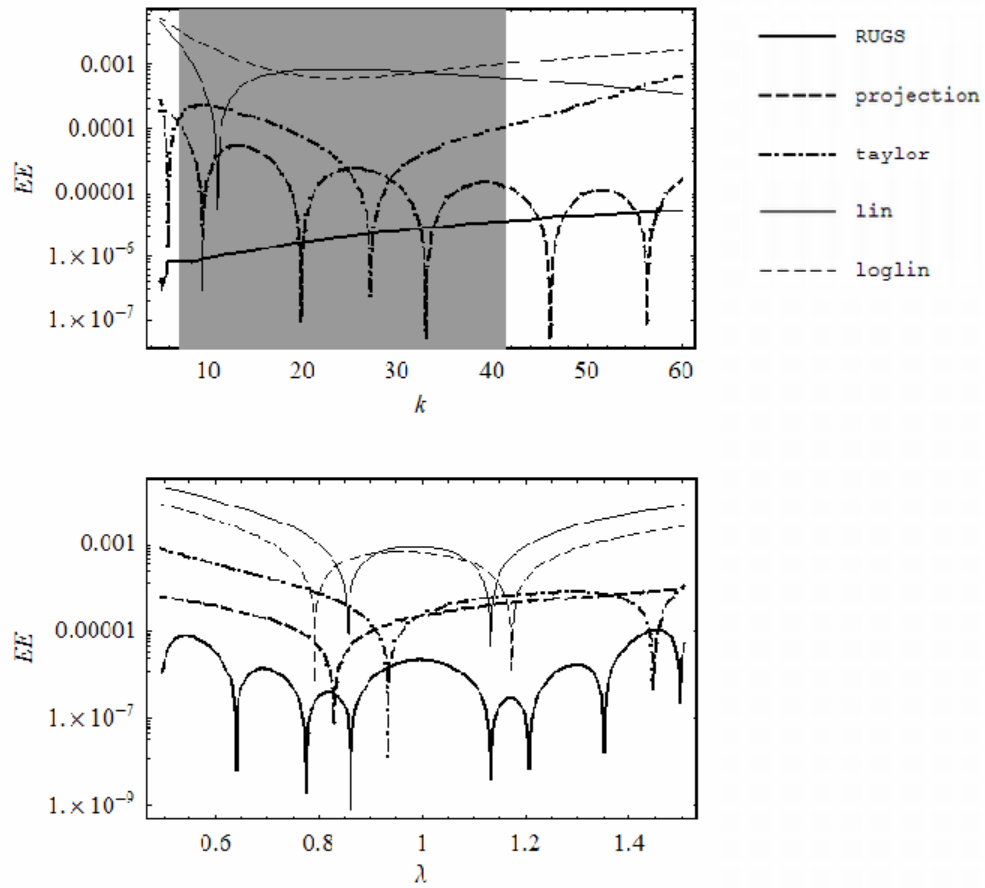 0.001
0.0001
0.00001
1.×10⁻⁶
1.×10⁻⁷
EE
10 20 30 40 50 60
k
RUGS
projection
taylor
lin
loglin
0.001
0.00001
1.×10⁻⁷
1.×10⁻⁹
EE
0.6 0.8 1 1.2 1.4
λ